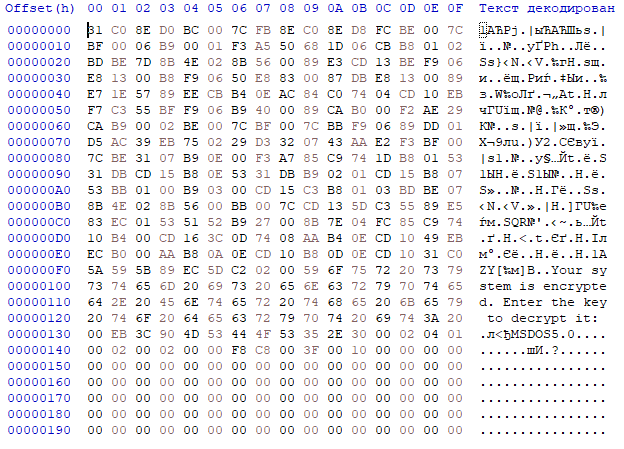 Offset(h) 00 01 02 03 04 05 06 07 08 09 0A 0B 0C 0D 0E 0F Текст декодирован
00000000 31 C0 8E D0 BC 00 7C FB 8E C0 8E D8 FC BE 00 7C 1АЋРј.|ыЋАЋШьѕ.|
00000010 BF 00 06 B9 00 01 F3 A5 50 68 1D 06 CB B8 01 02 ї..№..уҐPh..Лё..
00000020 BD BE 7D 8B 4E 02 8B 56 00 89 E3 CD 13 BE F9 06 Ѕѕ}‹N.‹V.‰гН.ѕщ.
00000030 E8 13 00 B8 F9 06 50 E8 83 00 87 DB E8 13 00 89 и..ёщ.Pиѓ.‡Ыи..‰
00000040 E7 1E 57 89 EE CB B4 0E AC 84 C0 74 04 CD 10 EB з.W‰оЛґ.¬„Аt.Н.л
00000050 F7 C3 55 BF F9 06 B9 40 00 89 CA B0 00 F2 AE 29 чГUїщ.№@.‰К°.т®)
00000060 CA B9 00 02 BE 00 7C BF 00 7C BB F9 06 89 DD 01 К№..ѕ.|ї.|»щ.‰Э.
00000070 D5 AC 39 EB 75 02 29 D3 32 07 43 AA E2 F3 BF 00 Х¬9лu.)У2.CЄвуї.
00000080 7C BE 31 07 B9 0E 00 F3 A7 85 C9 74 1D B8 01 53 |ѕ1.№..у§…Йt.ё.S
00000090 31 DB CD 15 B8 0E 53 31 DB B9 02 01 CD 15 B8 07 1ЫН.ё.S1Ы№..Н.ё.
000000A0 53 BB 01 00 B9 03 00 CD 15 C3 B8 01 03 BD BE 07 S»..№..Н.Гё..Ѕѕ.
000000B0 8B 4E 02 8B 56 00 BB 00 7C CD 13 5D C3 55 89 E5 ‹N.‹V.».|Н.]ГU‰е
000000C0 83 EC 01 53 51 52 B9 27 00 8B 7E 04 FC 85 C9 74 ѓм.SQR№'.‹~.ь…Йt
000000D0 10 B4 00 CD 16 3C 0D 74 08 AA B4 0E CD 10 49 EB .ґ.Н.<.t.Єґ.Н.Iл
000000E0 EC B0 00 AA B8 0A 0E CD 10 B8 0D 0E CD 10 31 C0 м°.Єё..Н.ё..Н.1А
000000F0 5A 59 5B 89 EC 5D C2 02 00 59 6F 75 72 20 73 79 ZY[‰м]В..Your sy
00000100 73 74 65 6D 20 69 73 20 65 6E 63 72 79 70 74 65 stem is encrypte
00000110 64 2E 20 45 6E 74 65 72 20 74 68 65 20 6B 65 79 d. Enter the key
00000120 20 74 6F 20 64 65 63 72 79 70 74 20 69 74 3A 20 to decrypt it:
00000130 00 EB 3C 90 4D 53 44 4F 53 35 2E 30 00 02 04 01 .л<ђMSDOS5.0....
00000140 00 02 00 02 00 00 F8 C8 00 3F 00 10 00 00 00 00 ......шИ.?......
00000150 00 00 00 00 00 00 00 00 00 00 00 00 00 00 00 00 ................
00000160 00 00 00 00 00 00 00 00 00 00 00 00 00 00 00 00 ................
00000170 00 00 00 00 00 00 00 00 00 00 00 00 00 00 00 00 ................
00000180 00 00 00 00 00 00 00 00 00 00 00 00 00 00 00 00 ................
00000190 00 00 00 00 00 00 00 00 00 00 00 00 00 00 00 00 ................